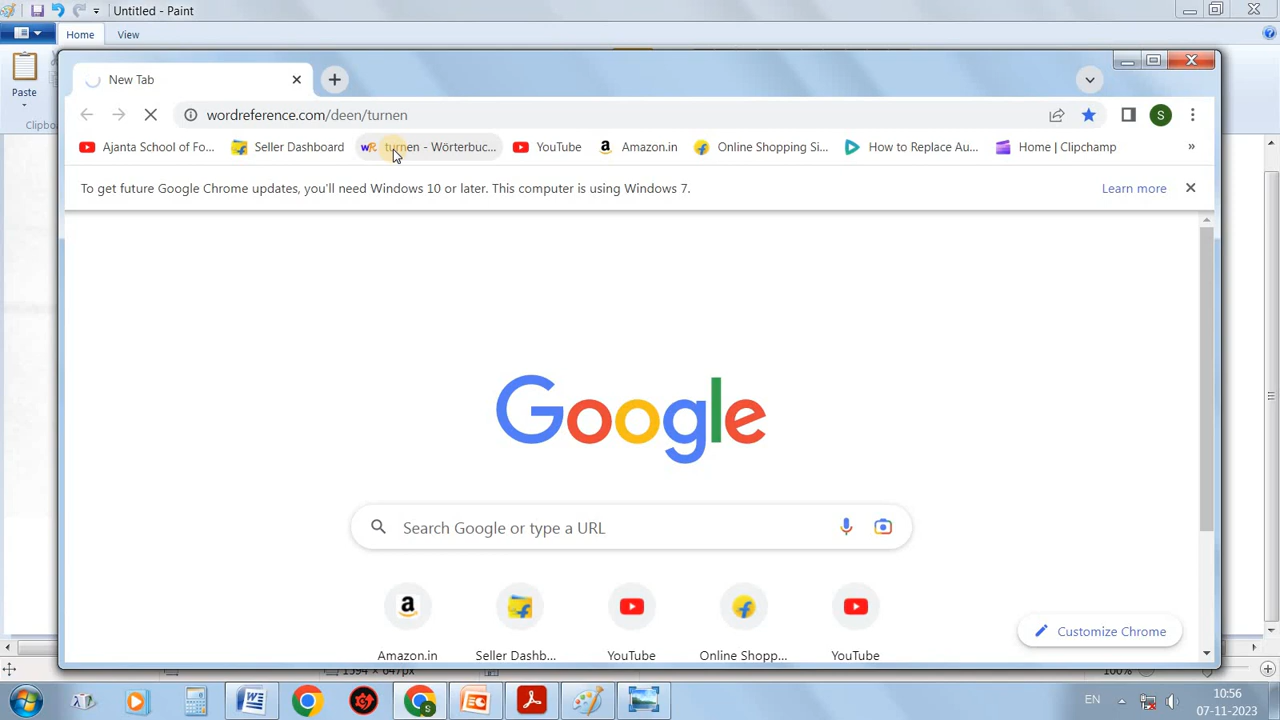 Untitled - Paint
Home View
Paste
Clipbo
New Tab
wordreference.com/deen/turnen
S
Ajanta School of Fo... Seller Dashboard turnen - Wörterbuc... YouTube Amazon.in Online Shopping Si... How to Replace Au... Home | Clipchamp »
To get future Google Chrome updates, you'll need Windows 10 or later. This computer is using Windows 7. Learn more
Google
Search Google or type a URL
Amazon.in Seller Dashb... YouTube Online Shopp... YouTube
Customize Chrome
100%
EN 10:56
07-11-2023